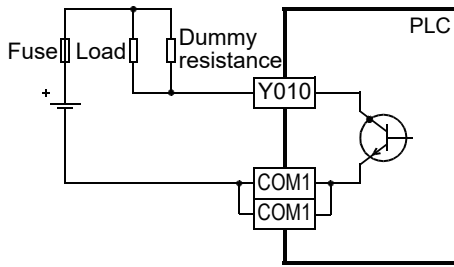 PLC
Fuse
Load
Dummy
resistance
Y010
+
COM1
COM1